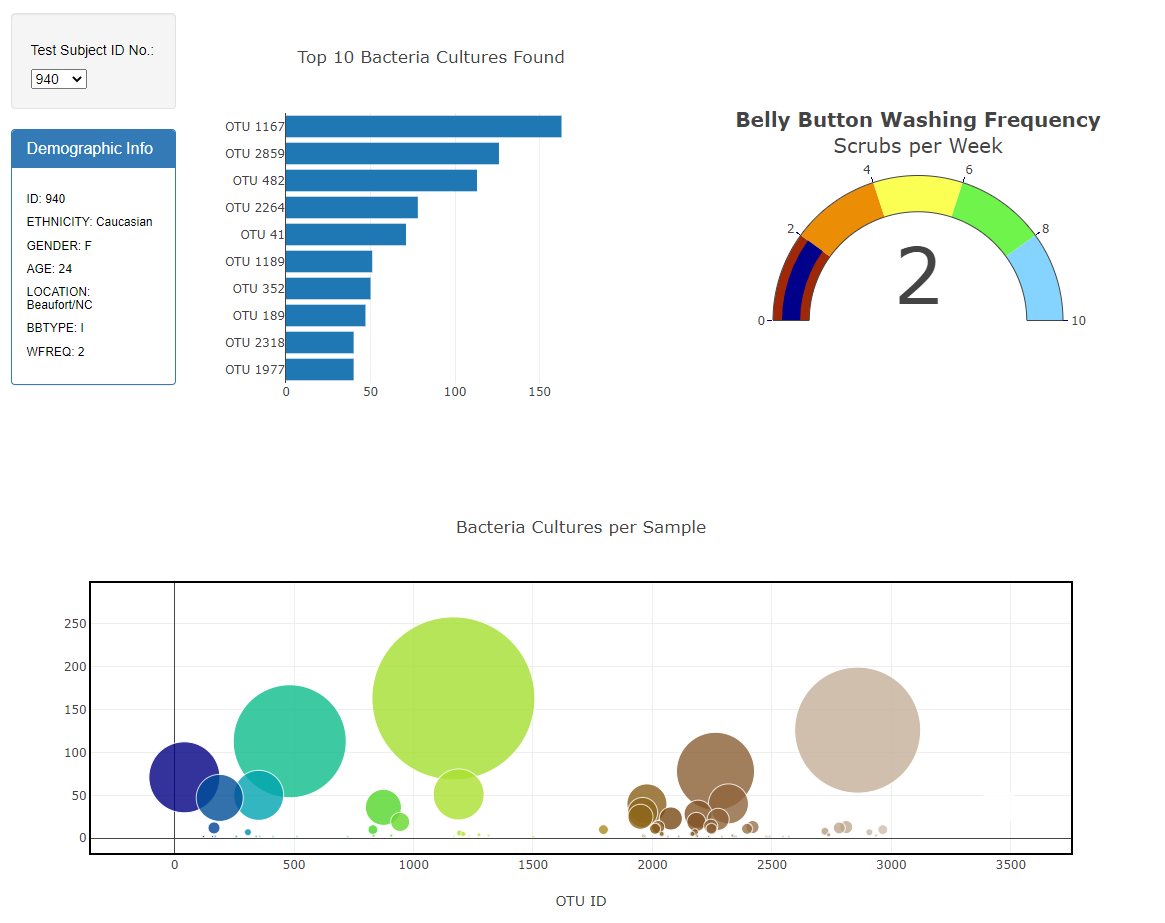 Test Subject ID No.:
940
Demographic Info
ID: 940
ETHNICITY: Caucasian
GENDER: F
AGE: 24
LOCATION:
Beaufort/NC
BBTYPE: I
WFREQ: 2
Top 10 Bacteria Cultures Found
OTU 1167
OTU 2859
OTU 482
OTU 2264
OTU 41
OTU 1189
OTU 352
OTU 189
OTU 2318
OTU 1977
0 50 100 150
Belly Button Washing Frequency
Scrubs per Week
4 6
2 8
2
0 10
Bacteria Cultures per Sample
250
200
150
100
50
0
0 500 1000 1500 2000 2500 3000 3500
OTU ID